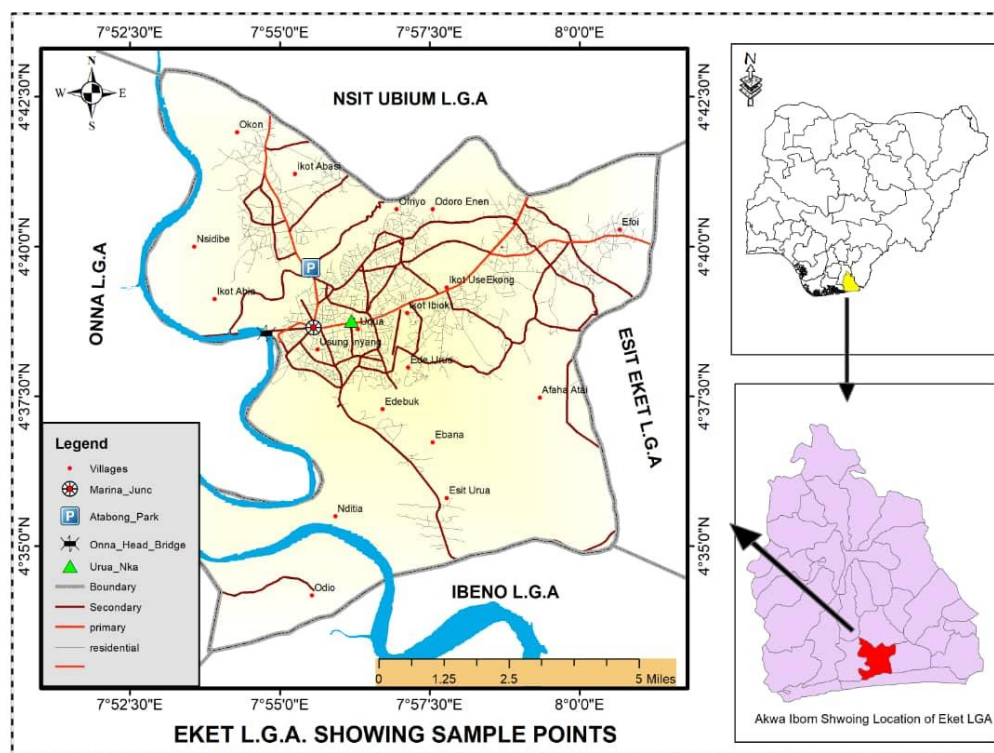 7°52'30"E 7°55'0"E 7°57'30"E 8°0'0"E
4°42'30"N
4°40'0"N
4°37'30"N
4°35'0"N
N
W E
S
NSIT UBIUM L.G.A
ONNA L.G.A
ESIT EKET L.G.A
IBENO L.G.A
Okon
Ikot Abasi
Ofriyo
Odoro Enen
Efoi
Nsidibe
P
Ikot Abia
Ikot UseEkong
Ikot Ibiok
Uqua
Usung Inyang
Ede Urua
Afaha Atai
Edebuk
Ebana
Esit Urua
Nditia
Odio
Legend
Villages
Marina_Junc
P Atabong_Park
Onna_Head_Bridge
Urua_Nka
Boundary
Secondary
primary
residential
0 1.25 2.5 5 Miles
4°42'30"N
4°40'0"N
4°37'30"N
4°35'0"N
7°52'30"E 7°55'0"E 7°57'30"E 8°0'0"E
EKET L.G.A. SHOWING SAMPLE POINTS
N
Akwa Ibom Shwoing Location of Eket LGA